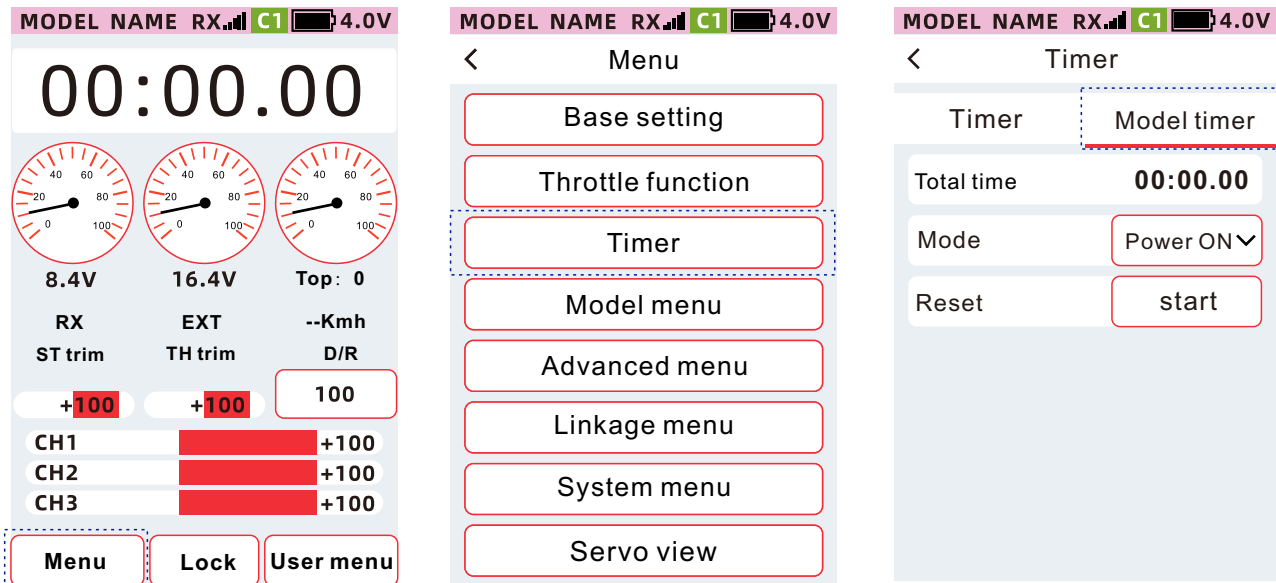 MODEL NAME RX C1 4.0V
00:00.00
0 20 40 60 80 100
0 20 40 60 80 100
0 20 40 60 80 100
8.4V 16.4V Top: 0
RX EXT --Kmh
ST trim TH trim D/R
+100 +100 100
CH1 +100
CH2 +100
CH3 +100
Menu Lock User menu
MODEL NAME RX C1 4.0V
< Menu
Base setting
Throttle function
Timer
Model menu
Advanced menu
Linkage menu
System menu
Servo view
MODEL NAME RX C1 4.0V
< Timer
Timer Model timer
Total time 00:00.00
Mode Power ON
Reset start